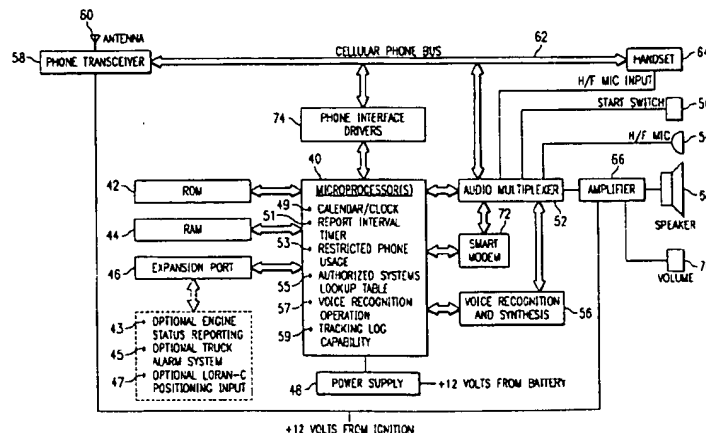 60
ANTENNA
58
PHONE TRANSCEIVER
CELLULAR PHONE BUS
62
HANDSET
64
H/F MIC INPUT
START SWITCH
50
H/F MIC
74
PHONE INTERFACE
DRIVERS
40
MICROPROCESSOR(S)
49
CALENDAR/CLOCK
51
REPORT INTERVAL
TIMER
53
RESTRICTED PHONE
USAGE
55
AUTHORIZED SYSTEMS
LOOKUP TABLE
57
VOICE RECOGNITION
OPERATION
59
TRACKING LOG
CAPABILITY
42
ROM
44
RAM
46
EXPANSION PORT
43
OPTIONAL ENGINE
STATUS REPORTING
45
OPTIONAL TRUCK
ALARM SYSTEM
47
OPTIONAL LORAN-C
POSITIONING INPUT
AUDIO MULTIPLEXER
52
66
AMPLIFIER
SPEAKER
SMART
MODEM
72
VOLUME
VOICE RECOGNITION
AND SYNTHESIS
56
48
POWER SUPPLY
+12 VOLTS FROM BATTERY
+12 VOLTS FROM IGNITION